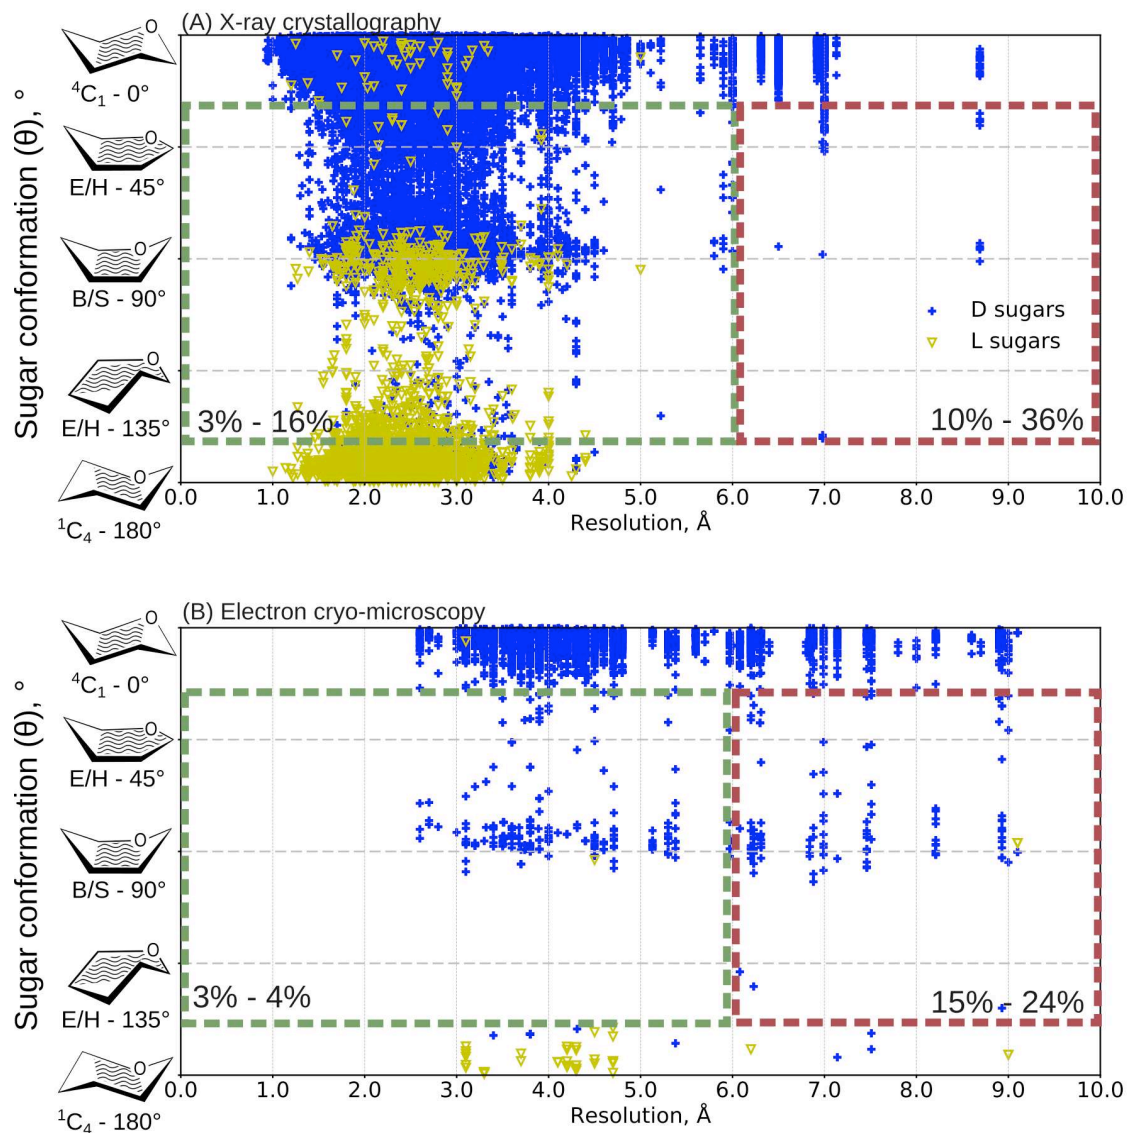 (A) X-ray crystallography
Sugar conformation (θ), °
O
⁴C₁ - 0°
O
E/H - 45°
O
B/S - 90°
O
E/H - 135°
O
¹C₄ - 180°
D sugars
L sugars
3% - 16%
10% - 36%
0.0 1.0 2.0 3.0 4.0 5.0 6.0 7.0 8.0 9.0 10.0
Resolution, Å
(B) Electron cryo-microscopy
Sugar conformation (θ), °
O
⁴C₁ - 0°
O
E/H - 45°
O
B/S - 90°
O
E/H - 135°
O
¹C₄ - 180°
3% - 4%
15% - 24%
0.0 1.0 2.0 3.0 4.0 5.0 6.0 7.0 8.0 9.0 10.0
Resolution, Å